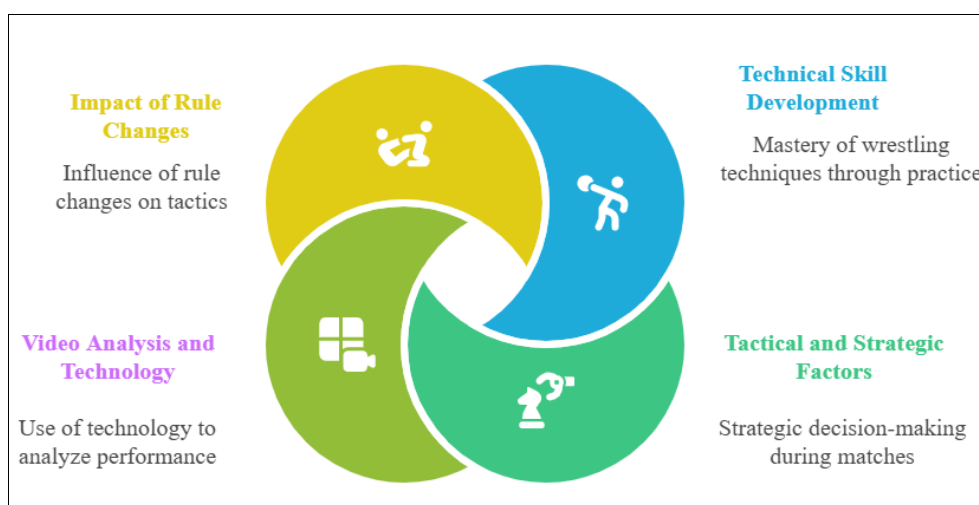 Impact of Rule
Changes
Influence of rule
changes on tactics
Technical Skill
Development
Mastery of wrestling
techniques through practice
Video Analysis and
Technology
Use of technology to
analyze performance
Tactical and Strategic
Factors
Strategic decision-making
during matches